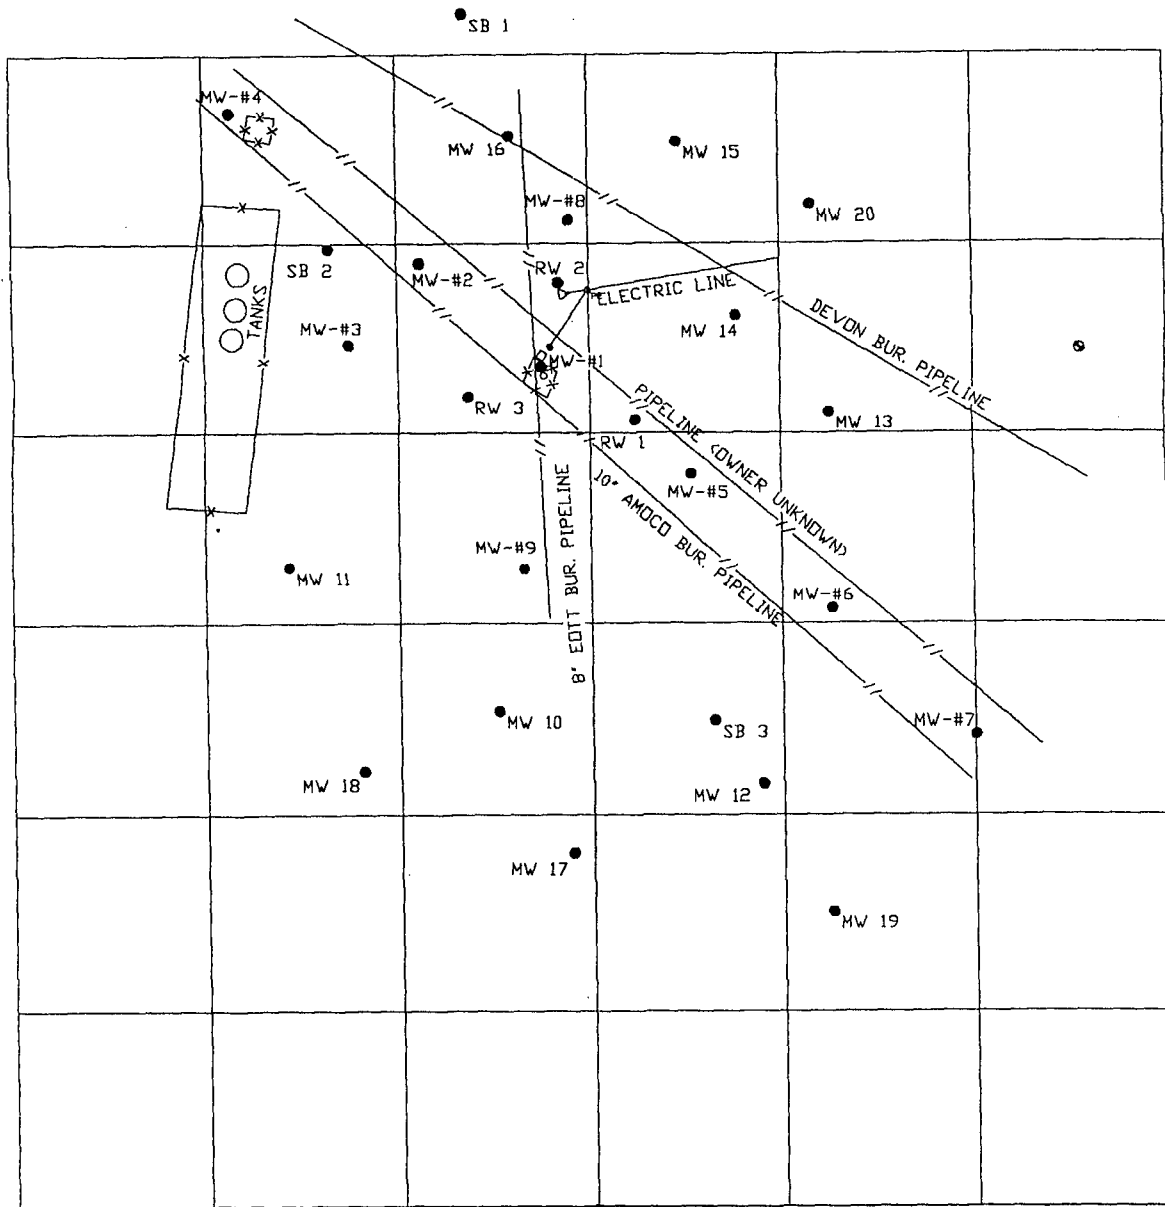 SB 1
MW-#4
MW 16
MW 15
MW-#8
MW 20
SB 2
MW-#2
RW 2
ELECTRIC LINE
TANKS
MW-#3
MW 14
DEVON BUR. PIPELINE
MW-#1
RW 3
PIPELINE (OWNER UNKNOWN)
MW 13
RW 1
MW-#5
10" AMOCO BUR. PIPELINE
8" EOTT BUR. PIPELINE
MW-#9
MW 11
MW-#6
MW 10
SB 3
MW-#7
MW 18
MW 12
MW 17
MW 19